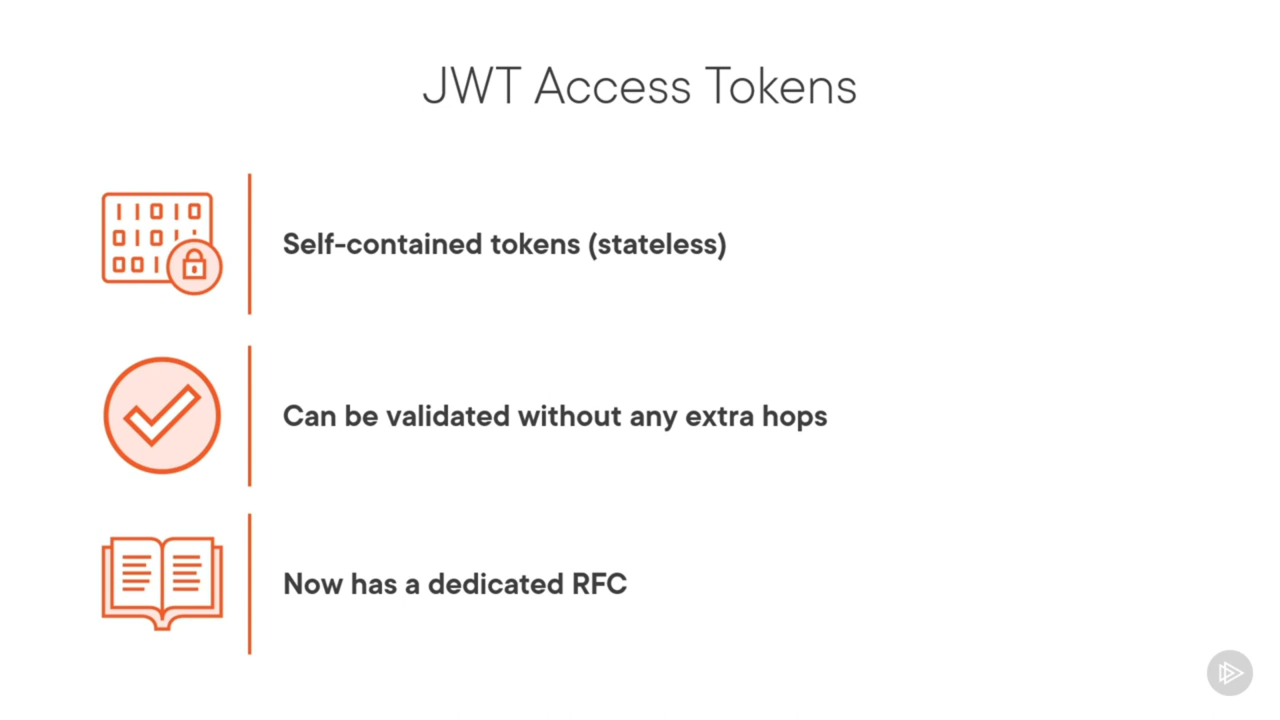 JWT Access Tokens
Self-contained tokens (stateless)
Can be validated without any extra hops
Now has a dedicated RFC